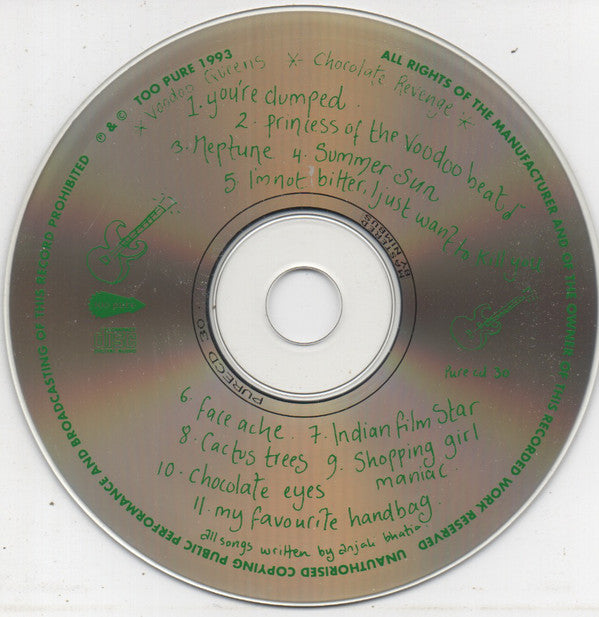 ℗ & © TOO PURE 1993
ALL RIGHTS OF THE MANUFACTURER AND OF THE OWNER OF THIS RECORDED WORK RESERVED
UNAUTHORISED COPYING PUBLIC PERFORMANCE AND BROADCASTING OF THIS RECORD PROHIBITED
* Voodoo Queens * Chocolate Revenge *
1. you're dumped.
2. princess of the Voodoo beat
3. Neptune 4. Summer Sun
5. I'm not bitter, I just want to kill you!
MASTERED
BY NIMBUS
PURECD 30
Pure cd 30
6. face ache. 7. Indian film Star
8. Cactus trees 9. Shopping girl
maniac.
10. Chocolate eyes
11. my favourite handbag.
all songs written by anjali bhatia